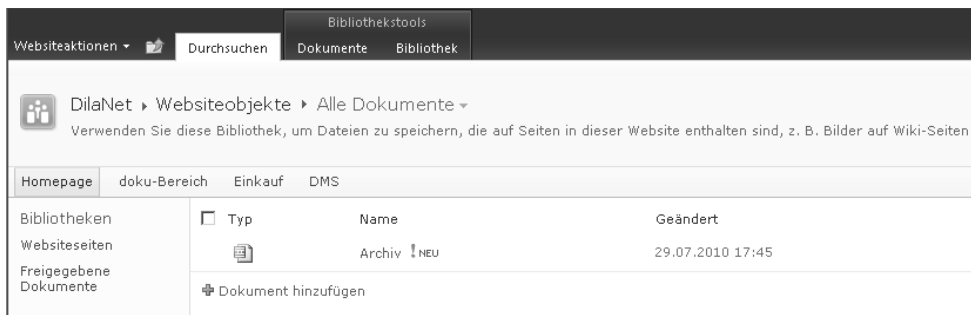 Bibliothekstools
Websiteaktionen
Durchsuchen
Dokumente
Bibliothek
DilaNet ▸ Websiteobjekte ▸ Alle Dokumente
Verwenden Sie diese Bibliothek, um Dateien zu speichern, die auf Seiten in dieser Website enthalten sind, z. B. Bilder auf Wiki-Seiten
Homepage doku-Bereich Einkauf DMS
Bibliotheken
Websiteseiten
Freigegebene
Dokumente
Typ Name Geändert
Archiv ! NEU 29.07.2010 17:45
Dokument hinzufügen